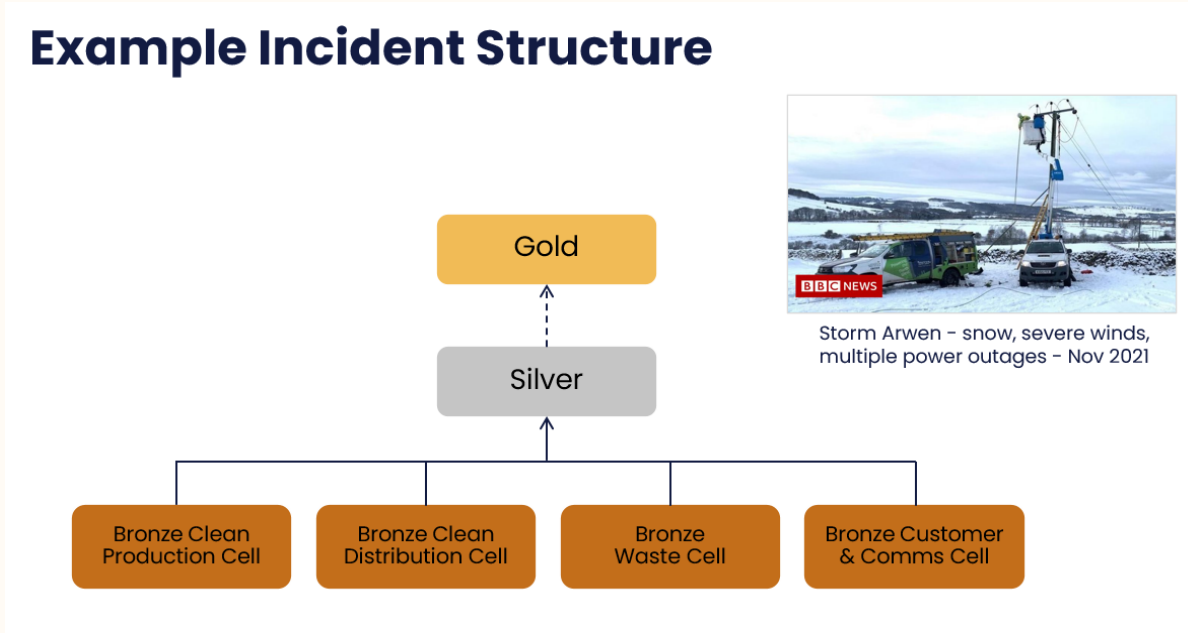 Example Incident Structure
Gold
BBC NEWS
Storm Arwen - snow, severe winds,
multiple power outages - Nov 2021
Silver
Bronze Clean
Production Cell
Bronze Clean
Distribution Cell
Bronze
Waste Cell
Bronze Customer
& Comms Cell